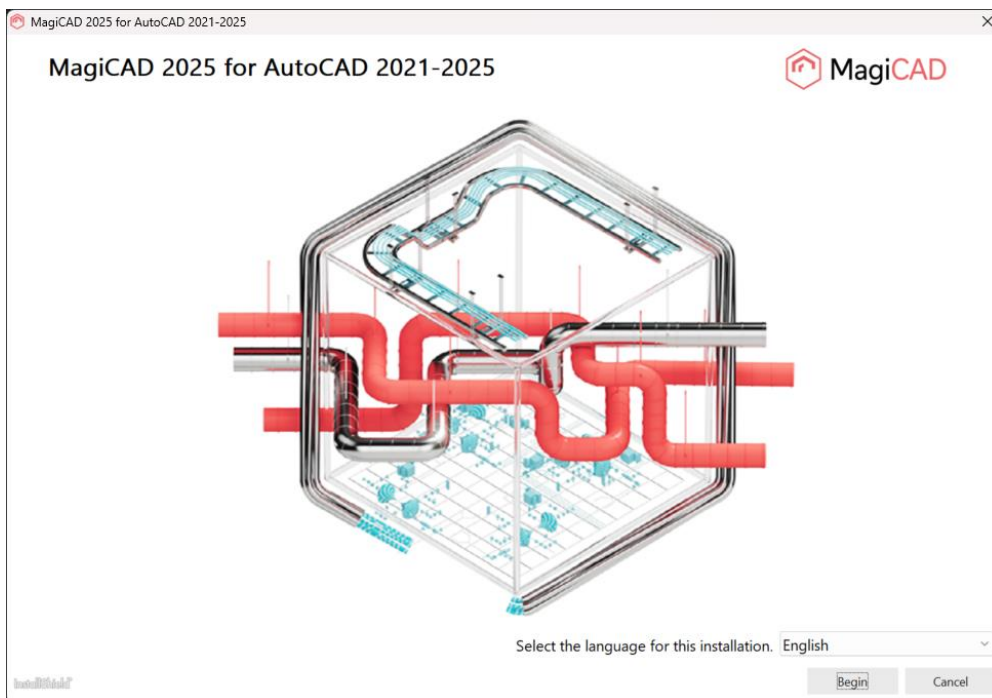 MagiCAD 2025 for AutoCAD 2021-2025
MagiCAD 2025 for AutoCAD 2021-2025
MagiCAD
Select the language for this installation. English
InstallShield
Begin Cancel